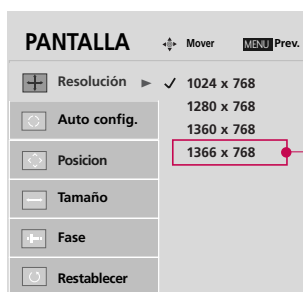 PANTALLA Mover MENU Prev.
Resolución 1024 x 768
1280 x 768
Auto config. 1360 x 768
1366 x 768
Posicion
Tamaño
Fase
Restablecer